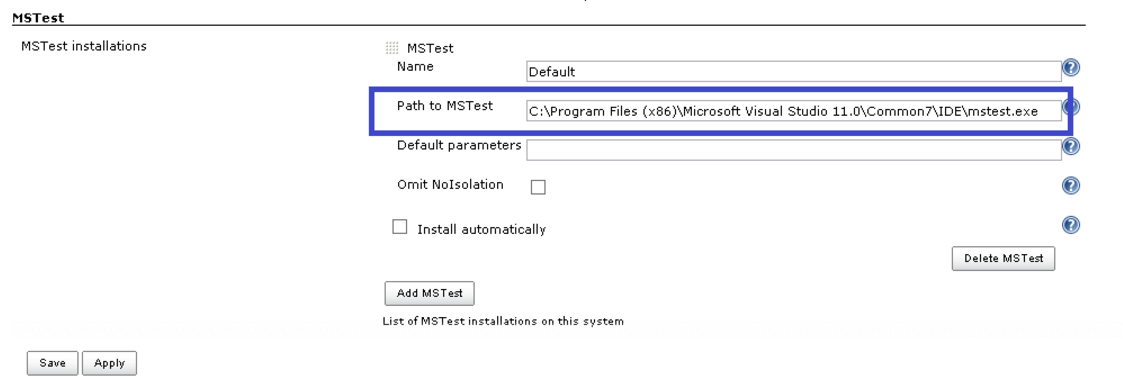 MSTest
MSTest installations
MSTest
Name
Default
Path to MSTest
C:\Program Files (x86)\Microsoft Visual Studio 11.0\Common7\IDE\mstest.exe
Default parameters
Omit NoIsolation
Install automatically
Delete MSTest
Add MSTest
List of MSTest installations on this system
Save Apply